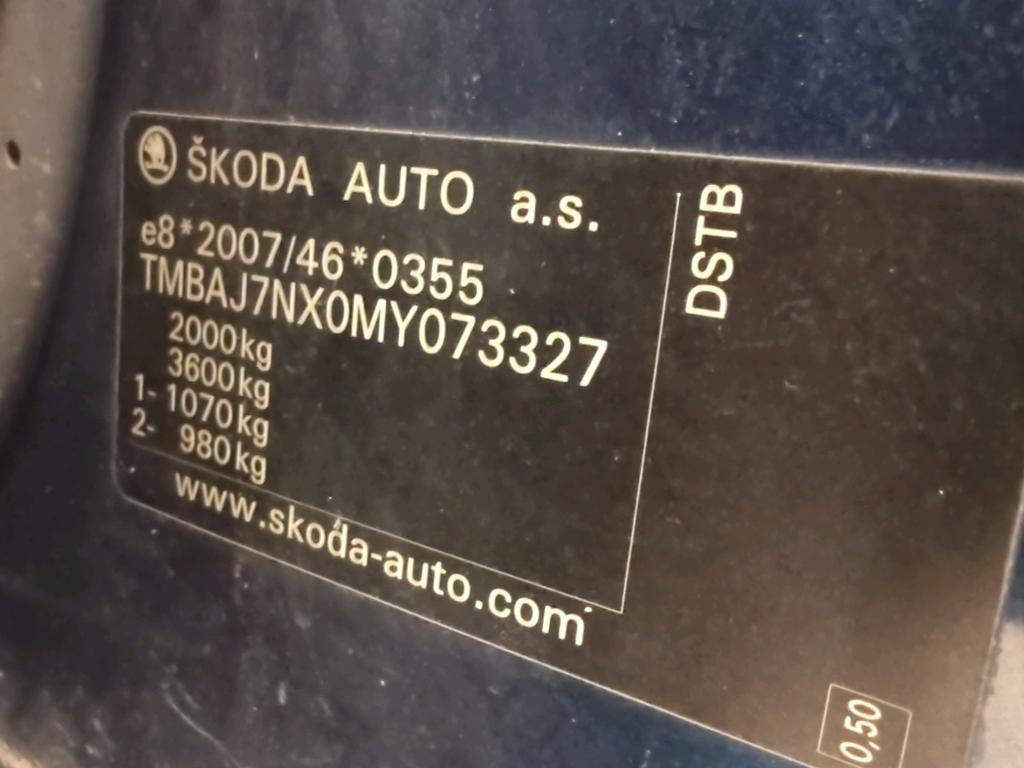 ŠKODA AUTO a.s.
e8*2007/46*0355
TMBAJ7NX0MY073327
2000kg
3600kg
1- 1070kg
2- 980kg
www.skoda-auto.com
DSTB
0,50